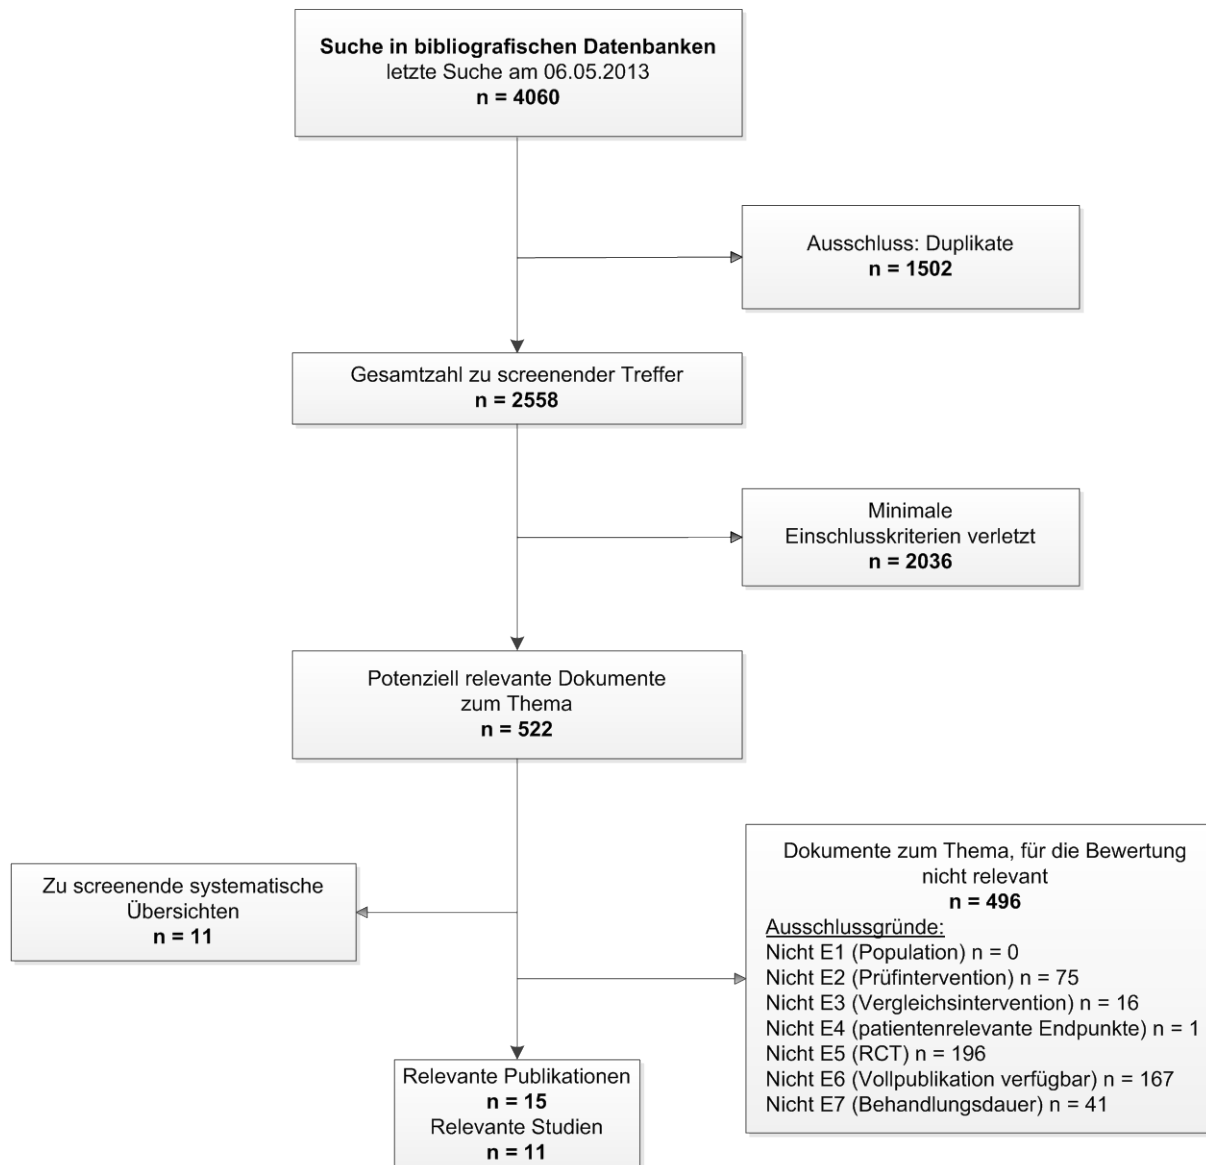 Suche in bibliografischen Datenbanken
letzte Suche am 06.05.2013
n = 4060
Ausschluss: Duplikate
n = 1502
Gesamtzahl zu screenender Treffer
n = 2558
Minimale
Einschlusskriterien verletzt
n = 2036
Potenziell relevante Dokumente
zum Thema
n = 522
Zu screenende systematische
Übersichten
n = 11
Dokumente zum Thema, für die Bewertung
nicht relevant
n = 496
Ausschlussgründe:
Nicht E1 (Population) n = 0
Nicht E2 (Prüfintervention) n = 75
Nicht E3 (Vergleichsintervention) n = 16
Nicht E4 (patientenrelevante Endpunkte) n = 1
Nicht E5 (RCT) n = 196
Nicht E6 (Vollpublikation verfügbar) n = 167
Nicht E7 (Behandlungsdauer) n = 41
Relevante Publikationen
n = 15
Relevante Studien
n = 11